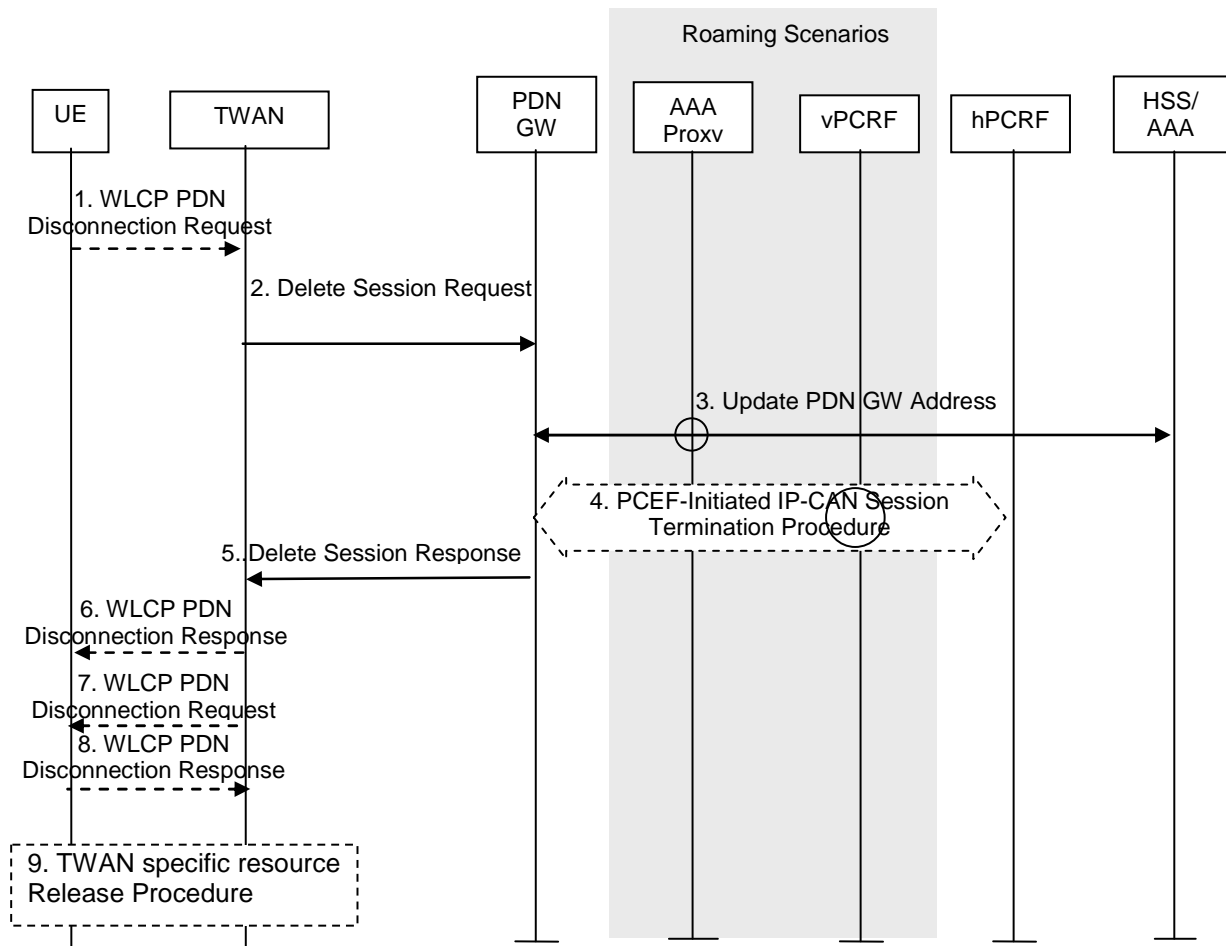 Roaming Scenarios
UE
TWAN
PDN
GW
AAA
Proxv
vPCRF
hPCRF
HSS/
AAA
1. WLCP PDN
Disconnection Request
2. Delete Session Request
3. Update PDN GW Address
4. PCEF-Initiated IP-CAN Session
Termination Procedure
5..Delete Session Response
6. WLCP PDN
Disconnection Response
7. WLCP PDN
Disconnection Request
8. WLCP PDN
Disconnection Response
9. TWAN specific resource
Release Procedure